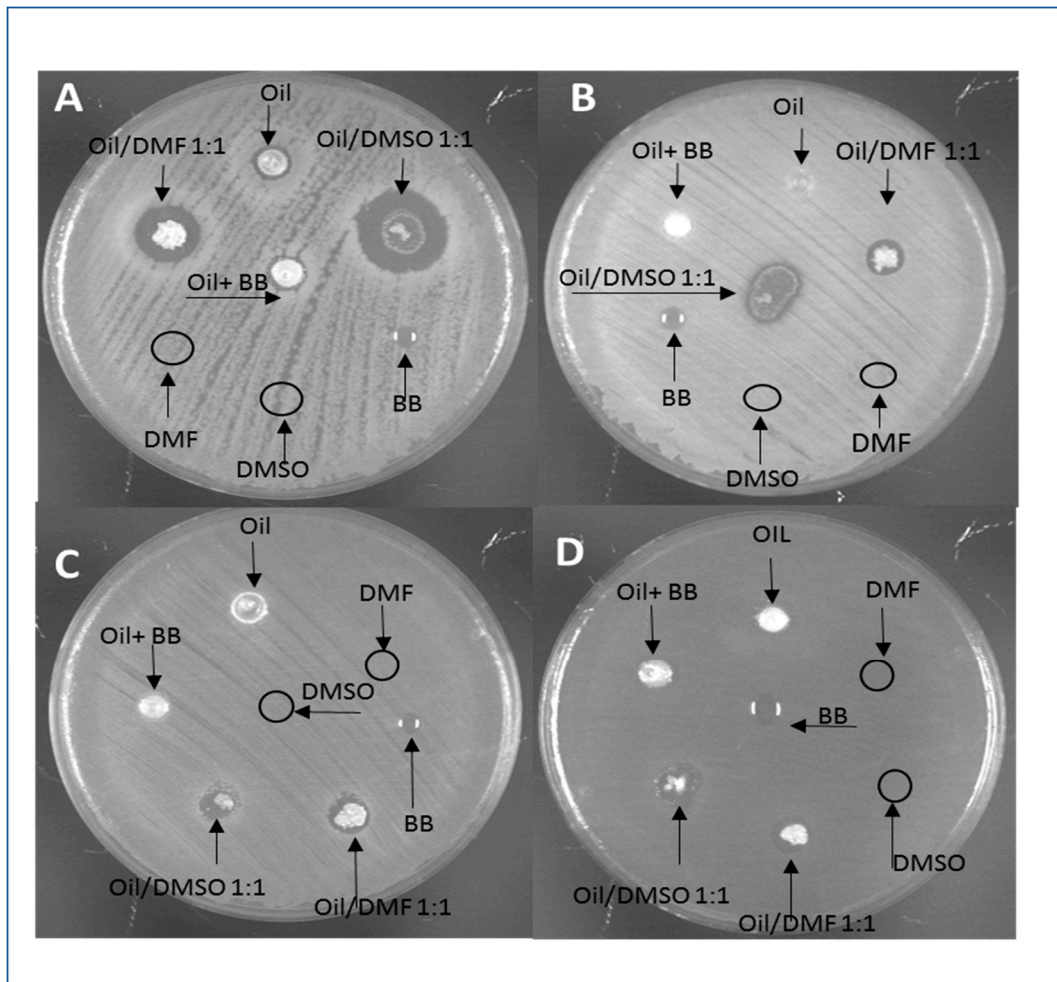 A
Oil
Oil/DMF 1:1
Oil/DMSO 1:1
Oil+ BB
BB
DMF
DMSO
B
Oil
Oil+ BB
Oil/DMF 1:1
Oil/DMSO 1:1
BB
DMSO
DMF
C
Oil
DMF
Oil+ BB
DMSO
BB
Oil/DMSO 1:1
Oil/DMF 1:1
D
OIL
Oil+ BB
DMF
BB
DMSO
Oil/DMSO 1:1
Oil/DMF 1:1